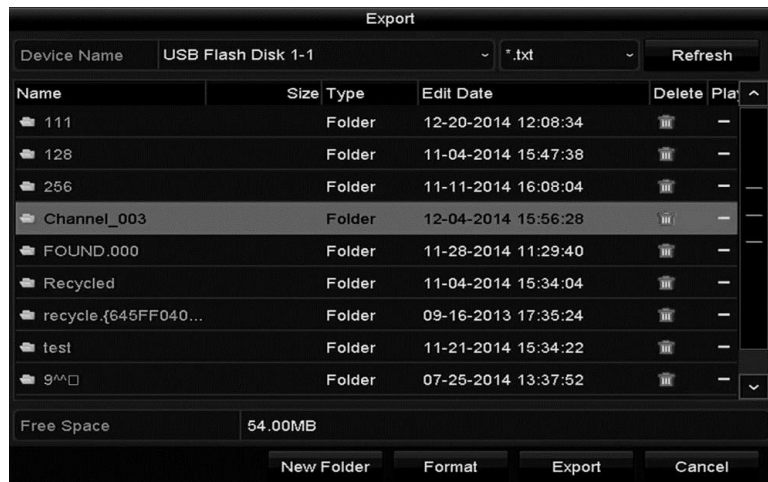 Export
Device Name USB Flash Disk 1-1 *.txt Refresh
Name Size Type Edit Date Delete Play
111 Folder 12-20-2014 12:08:34
128 Folder 11-04-2014 15:47:38
256 Folder 11-11-2014 16:08:04
Channel_003 Folder 12-04-2014 15:56:28
FOUND.000 Folder 11-28-2014 11:29:40
Recycled Folder 11-04-2014 15:34:04
recycle.{645FF040... Folder 09-16-2013 17:35:24
test Folder 11-21-2014 15:34:22
9^^□ Folder 07-25-2014 13:37:52
Free Space 54.00MB
New Folder Format Export Cancel